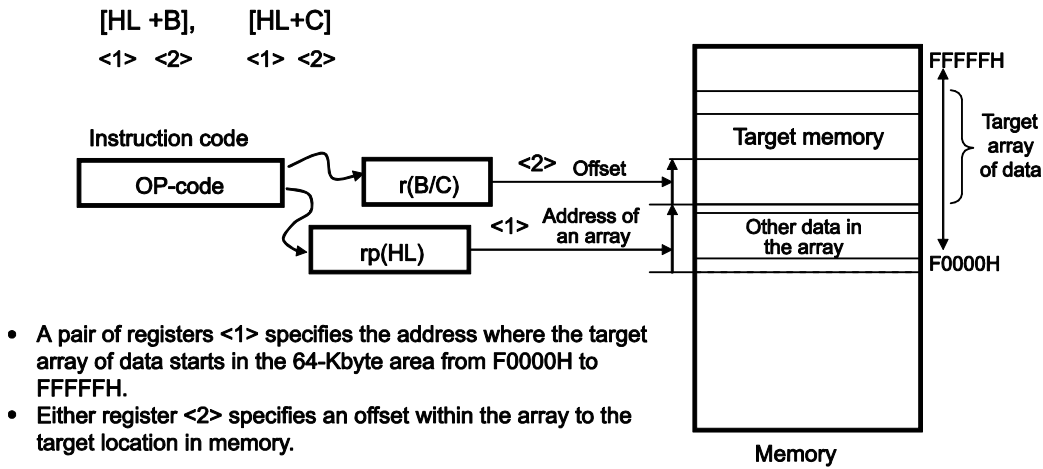 [HL +B], [HL+C]
<1> <2> <1> <2>
Instruction code
OP-code
r(B/C)
rp(HL)
<2> Offset
<1> Address of
an array
Target memory
Other data in
the array
FFFFFH
Target
array
of data
F0000H
Memory
• A pair of registers <1> specifies the address where the target
array of data starts in the 64-Kbyte area from F0000H to
FFFFFH.
• Either register <2> specifies an offset within the array to the
target location in memory.